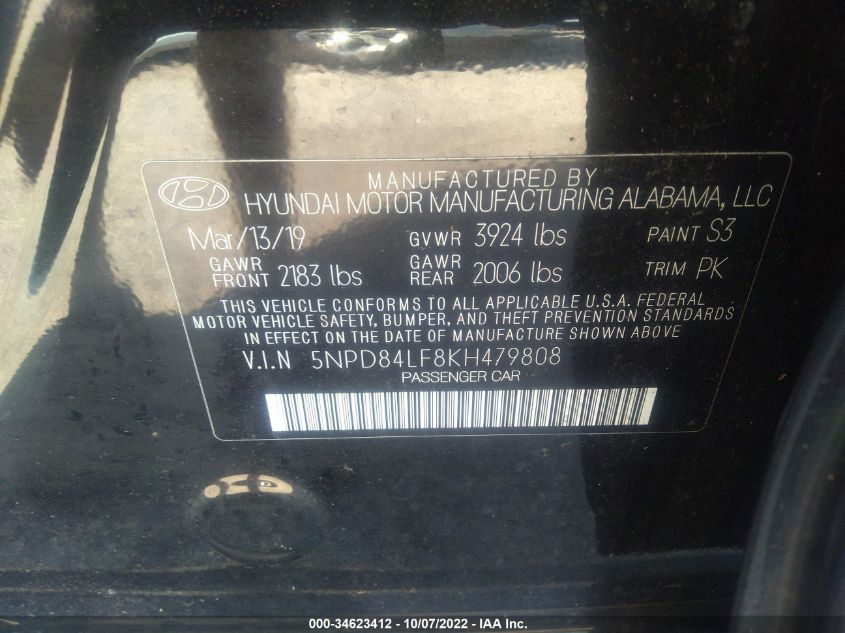 MANUFACTURED BY
HYUNDAI MOTOR MANUFACTURING ALABAMA, LLC
Mar/13/19 GVWR 3924 lbs PAINT S3
GAWR FRONT 2183 lbs GAWR REAR 2006 lbs TRIM PK
THIS VEHICLE CONFORMS TO ALL APPLICABLE U.S.A. FEDERAL
MOTOR VEHICLE SAFETY, BUMPER, AND THEFT PREVENTION STANDARDS
IN EFFECT ON THE DATE OF MANUFACTURE SHOWN ABOVE
V.I.N 5NPD84LF8KH479808
PASSENGER CAR
000-34623412 - 10/07/2022 - IAA Inc.